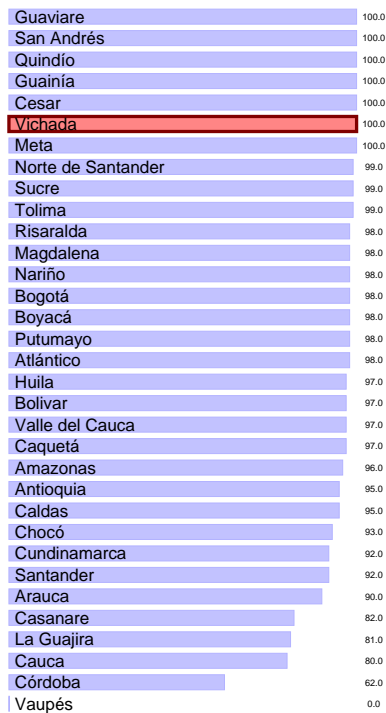 Guaviare 100.0
San Andrés 100.0
Quindío 100.0
Guainía 100.0
Cesar 100.0
Vichada 100.0
Meta 100.0
Norte de Santander 99.0
Sucre 99.0
Tolima 99.0
Risaralda 98.0
Magdalena 98.0
Nariño 98.0
Bogotá 98.0
Boyacá 98.0
Putumayo 98.0
Atlántico 98.0
Huila 97.0
Bolivar 97.0
Valle del Cauca 97.0
Caquetá 97.0
Amazonas 96.0
Antioquia 95.0
Caldas 95.0
Chocó 93.0
Cundinamarca 92.0
Santander 92.0
Arauca 90.0
Casanare 82.0
La Guajira 81.0
Cauca 80.0
Córdoba 62.0
Vaupés 0.0